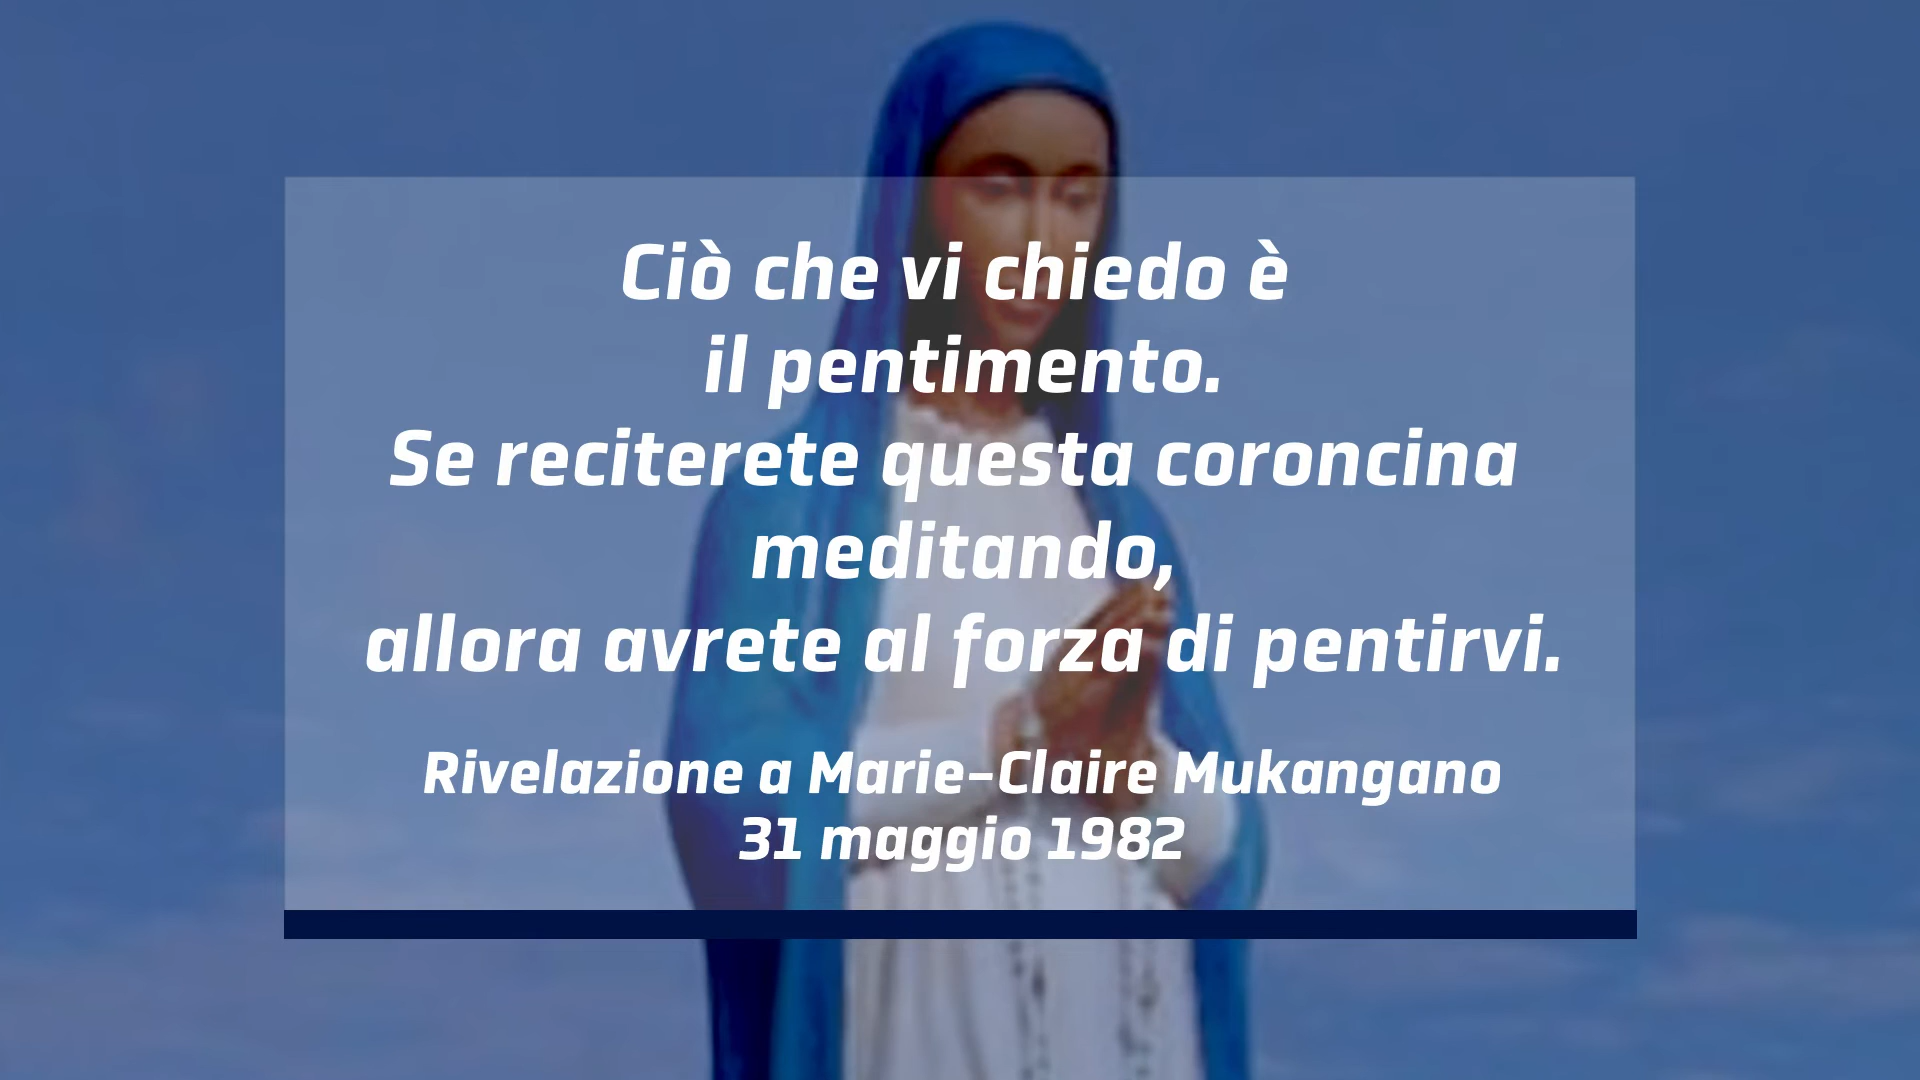 Ciò che vi chiedo è
il pentimento.
Se reciterete questa coroncina
meditando,
allora avrete al forza di pentirvi.
Rivelazione a Marie-Claire Mukangano
31 maggio 1982